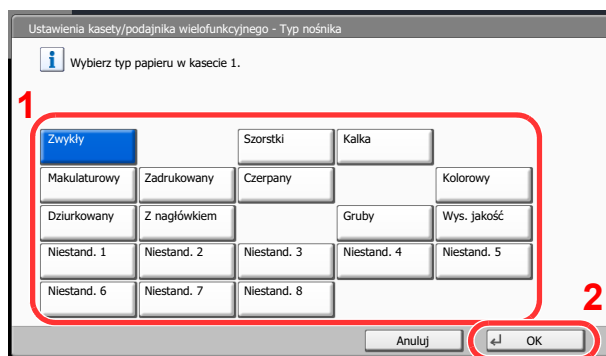 Ustawienia kasety/podajnika wielofunkcyjnego - Typ nośnika
i Wybierz typ papieru w kasecie 1.
1
Zwykły Szorstki Kalka
Makulaturowy Zadrukowany Czerpany Kolorowy
Dziurkowany Z nagłówkiem Gruby Wys. jakość
Niestand. 1 Niestand. 2 Niestand. 3 Niestand. 4 Niestand. 5
Niestand. 6 Niestand. 7 Niestand. 8
2
Anuluj OK